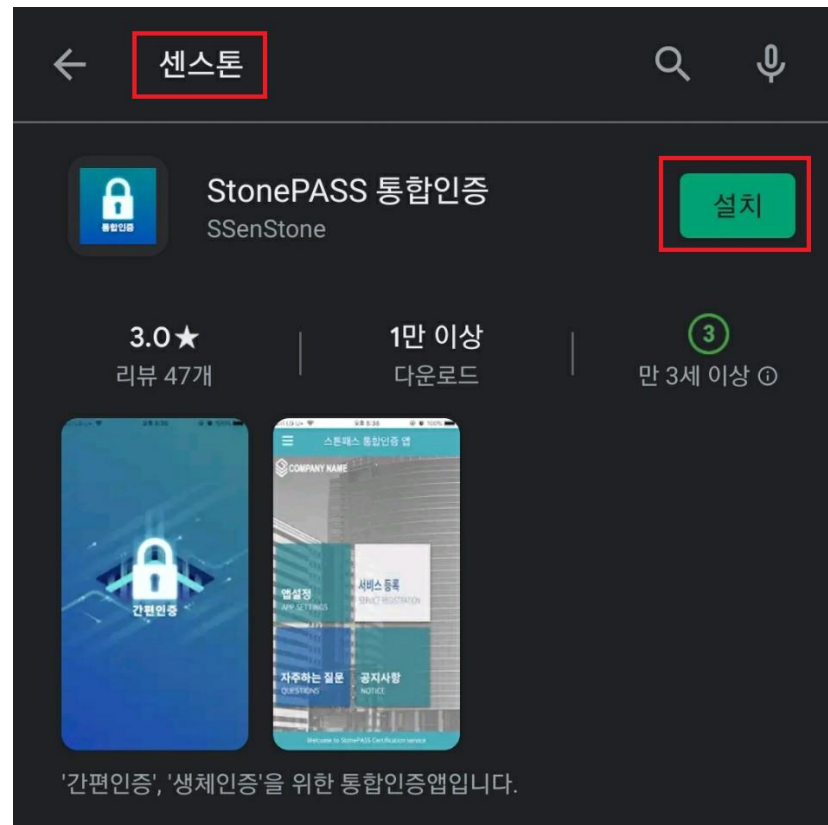 센스톤
StonePASS 통합인증
SSenStone
설치
통합인증
3.0★
리뷰 47개
1만 이상
다운로드
3
만 3세 이상
간편인증
스톤패스 통합인증 앱
COMPANY NAME
앱설정
APP SETTINGS
서비스 등록
SERVICE REGISTRATION
자주하는 질문
QUESTIONS
공지사항
NOTICE
Welcome to StonePASS Certification service
'간편인증', '생체인증'을 위한 통합인증앱입니다.